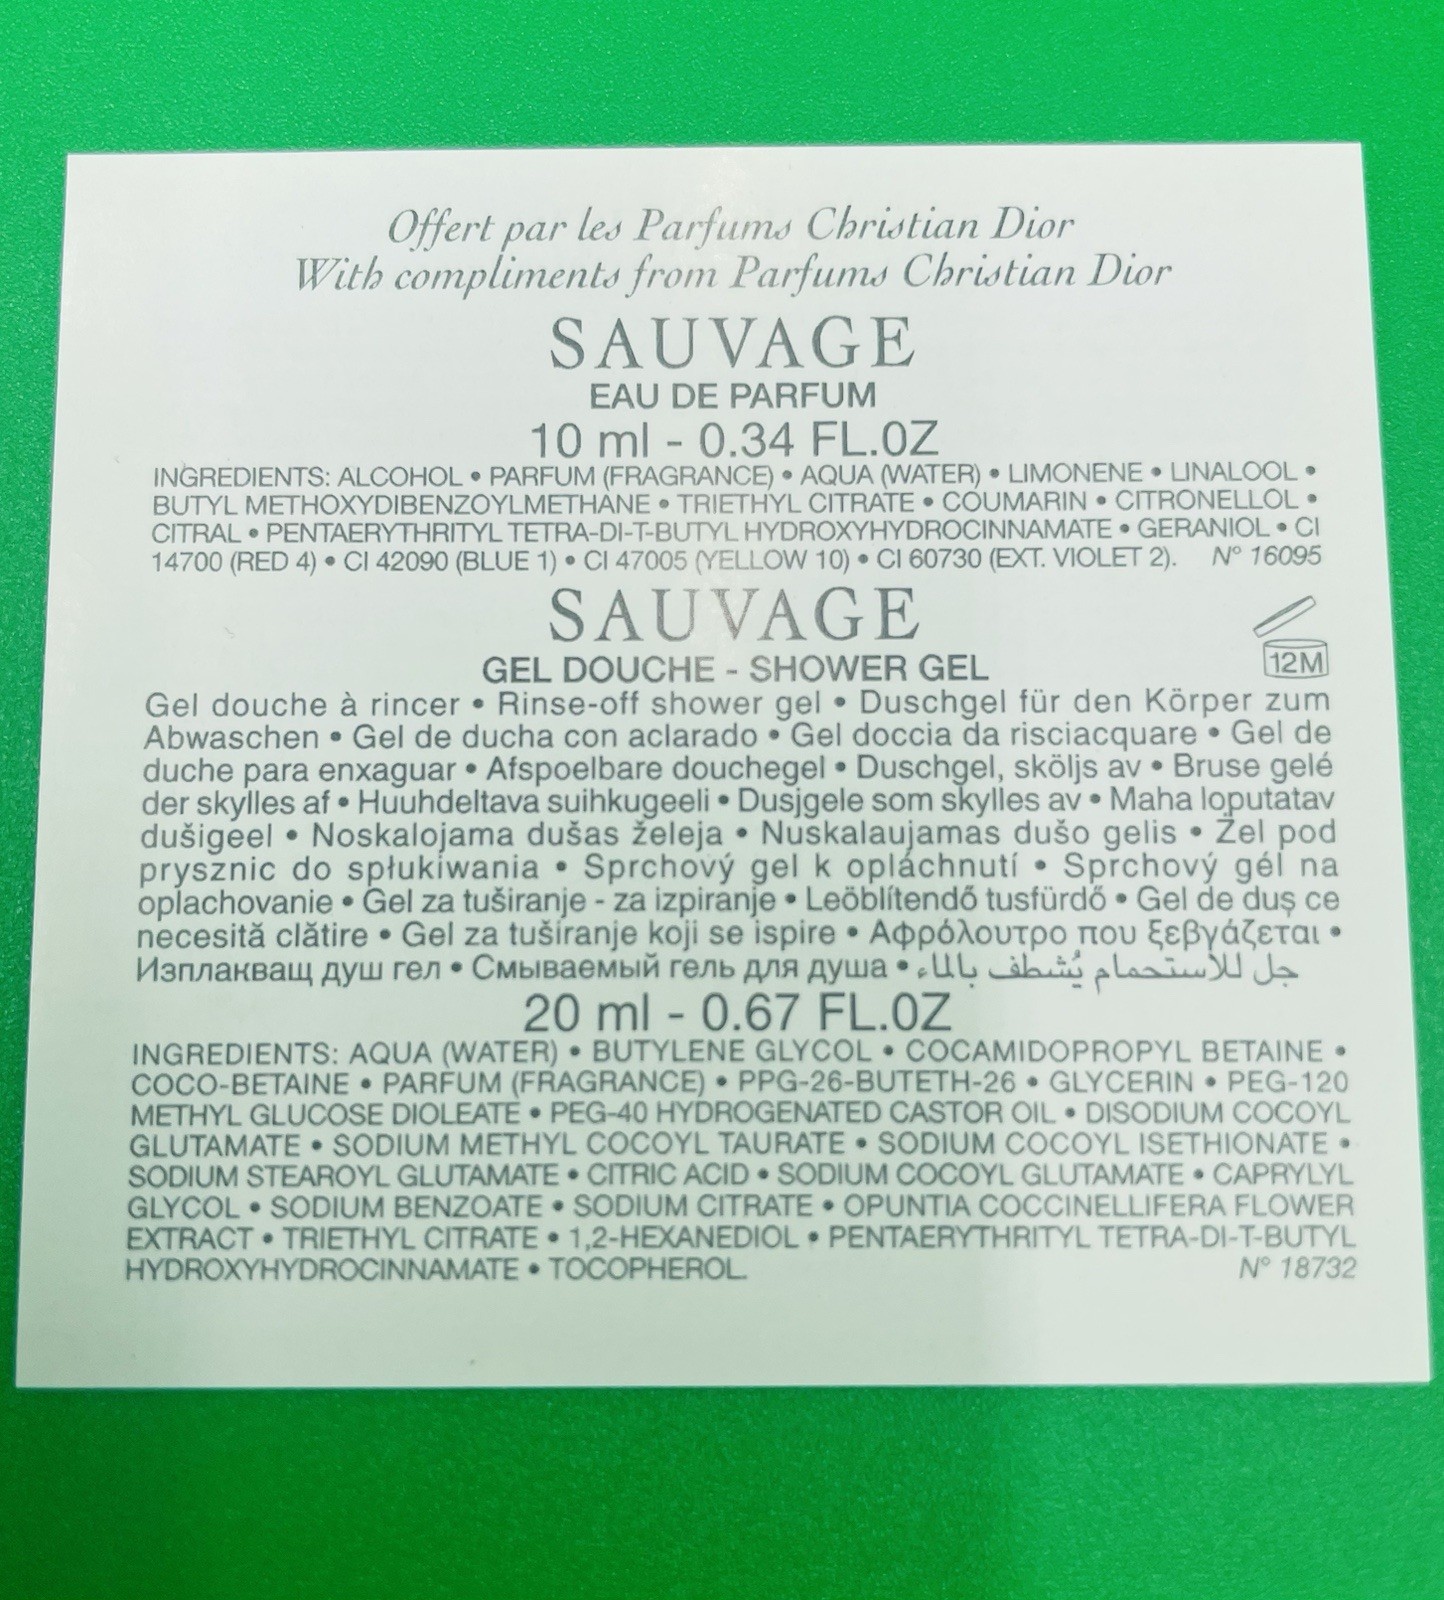 Offert par les Parfums Christian Dior
With compliments from Parfums Christian Dior
SAUVAGE
EAU DE PARFUM
10 ml - 0.34 FL.OZ
INGREDIENTS: ALCOHOL • PARFUM (FRAGRANCE) • AQUA (WATER) • LIMONENE • LINALOOL •
BUTYL METHOXYDIBENZOYLMETHANE • TRIETHYL CITRATE • COUMARIN • CITRONELLOL •
CITRAL • PENTAERYTHRITYL TETRA-DI-T-BUTYL HYDROXYHYDROCINNAMATE • GERANIOL • CI
14700 (RED 4) • CI 42090 (BLUE 1) • CI 47005 (YELLOW 10) • CI 60730 (EXT. VIOLET 2). N° 16095
SAUVAGE
GEL DOUCHE - SHOWER GEL
12M
Gel douche à rincer • Rinse-off shower gel • Duschgel für den Körper zum
Abwaschen • Gel de ducha con aclarado • Gel doccia da risciacquare • Gel de
duche para enxaguar • Afspoelbare douchegel • Duschgel, sköljs av • Bruse gelé
der skylles af • Huuhdeltava suihkugeeli • Dusjgele som skylles av • Maha loputatav
dušigeel • Noskalojama dušas želeja • Nuskalaujamas dušo gelis • Żel pod
prysznic do spłukiwania • Sprchový gel k opláchnutí • Sprchový gél na
oplachovanie • Gel za tuširanje - za izpiranje • Leöblítendő tusfürdő • Gel de duş ce
necesită clătire • Gel za tuširanje koji se ispire • Αφρόλουτρο που ξεβγάζεται •
Изплакващ душ гел • Смываемый гель для душа • جل للاستحمام يُشطف بالماء
20 ml - 0.67 FL.OZ
INGREDIENTS: AQUA (WATER) • BUTYLENE GLYCOL • COCAMIDOPROPYL BETAINE •
COCO-BETAINE • PARFUM (FRAGRANCE) • PPG-26-BUTETH-26 • GLYCERIN • PEG-120
METHYL GLUCOSE DIOLEATE • PEG-40 HYDROGENATED CASTOR OIL • DISODIUM COCOYL
GLUTAMATE • SODIUM METHYL COCOYL TAURATE • SODIUM COCOYL ISETHIONATE •
SODIUM STEAROYL GLUTAMATE • CITRIC ACID • SODIUM COCOYL GLUTAMATE • CAPRYLYL
GLYCOL • SODIUM BENZOATE • SODIUM CITRATE • OPUNTIA COCCINELLIFERA FLOWER
EXTRACT • TRIETHYL CITRATE • 1,2-HEXANEDIOL • PENTAERYTHRITYL TETRA-DI-T-BUTYL
HYDROXYHYDROCINNAMATE • TOCOPHEROL. N° 18732